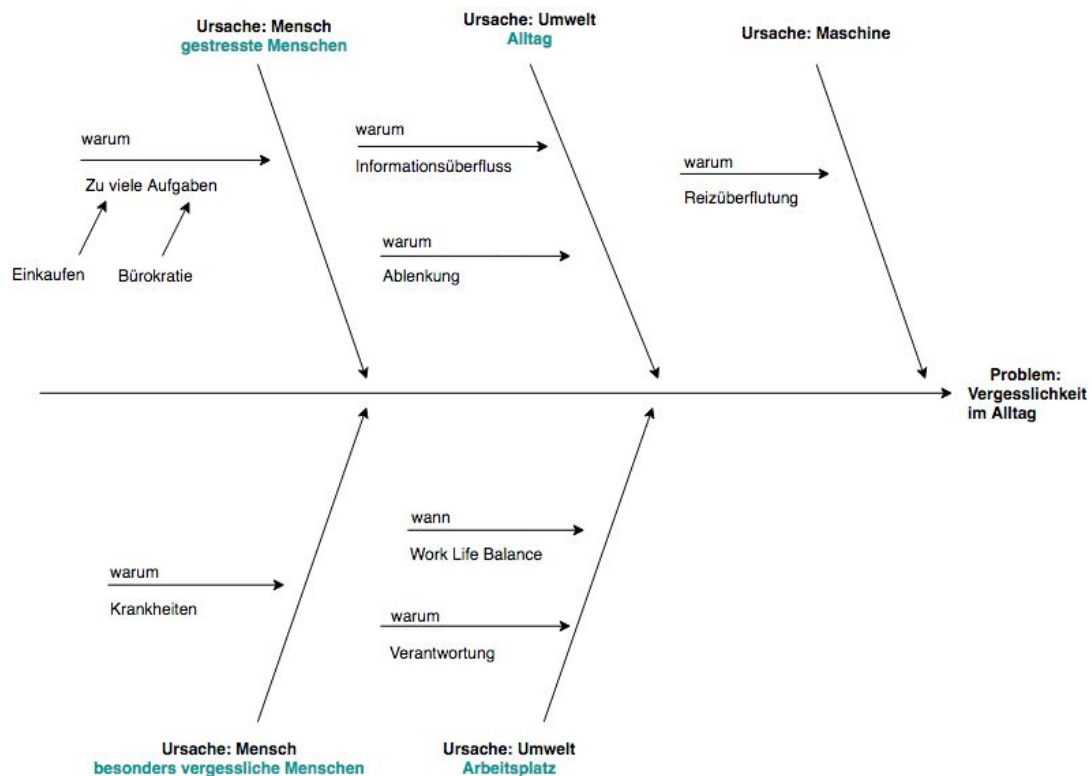 Ursache: Mensch
gestresste Menschen
Ursache: Umwelt
Alltag
Ursache: Maschine
warum
Zu viele Aufgaben
Einkaufen
Bürokratie
warum
Informationsüberfluss
warum
Ablenkung
warum
Reizüberflutung
Problem:
Vergesslichkeit
im Alltag
warum
Krankheiten
wann
Work Life Balance
warum
Verantwortung
Ursache: Mensch
besonders vergessliche Menschen
Ursache: Umwelt
Arbeitsplatz